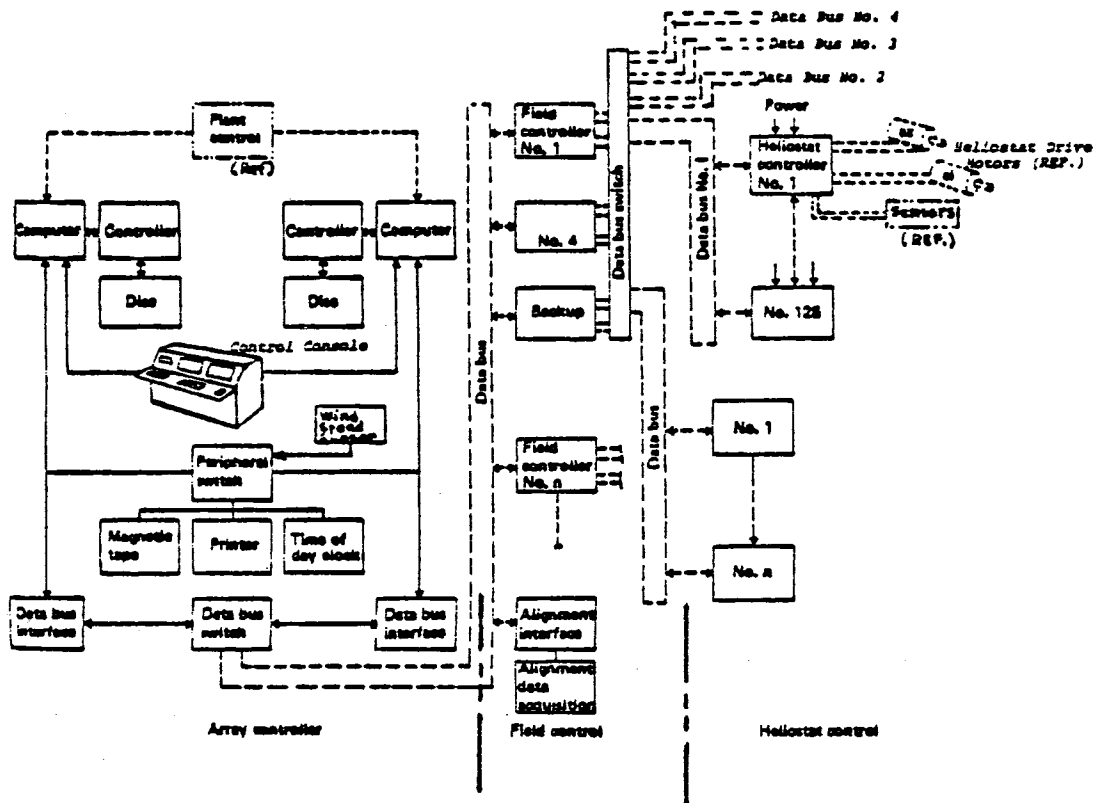 Data Bus No. 4
Data Bus No. 3
Data Bus No. 2
Power
Plant
control
(Ref)
Field
controller
No. 1
Heliostat
controller
No. 1
Heliostat Drive
Motors (REF.)
Sensors
(REF.)
Computer
Controller
Controller
Computer
No. 4
Data bus switch
Data bus No. 1
Disc
Disc
Backup
No. 128
Control Console
Data bus
Wind
Speed
Peripheral
switch
Field
controller
No. n
Data bus
No. 1
Magnetic
tape
Printer
Time of
day clock
No. n
Data bus
interface
Data bus
switch
Data bus
interface
Alignment
interface
Alignment
data
acquisition
Array controller
Field control
Heliostat control